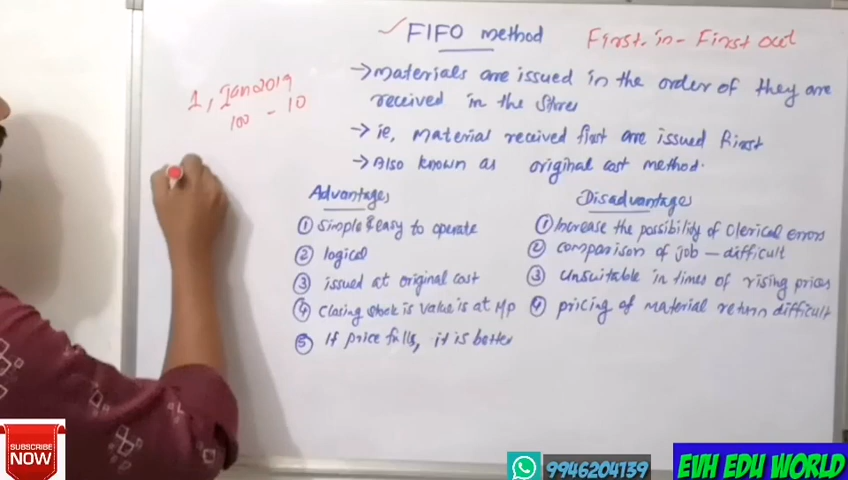 FIFO method First-in-First out
1, Jan 2019
100 - 10
→materials are issued in the order of they are
received in the stores
→ie, material received first are issued first
→Also known as original cost method.
Advantages
① Simple & easy to operate
② logical
③ issued at original cost
④ Closing stock is value is at Mp
⑤ If price falls, it is better
Disadvantages
① Increase the possibility of clerical errors
② comparison of job - difficult
③ Unsuitable in times of rising prices
④ pricing of material return difficult
SUBSCRIBE
NOW
9946204139
EVH EDU WORLD